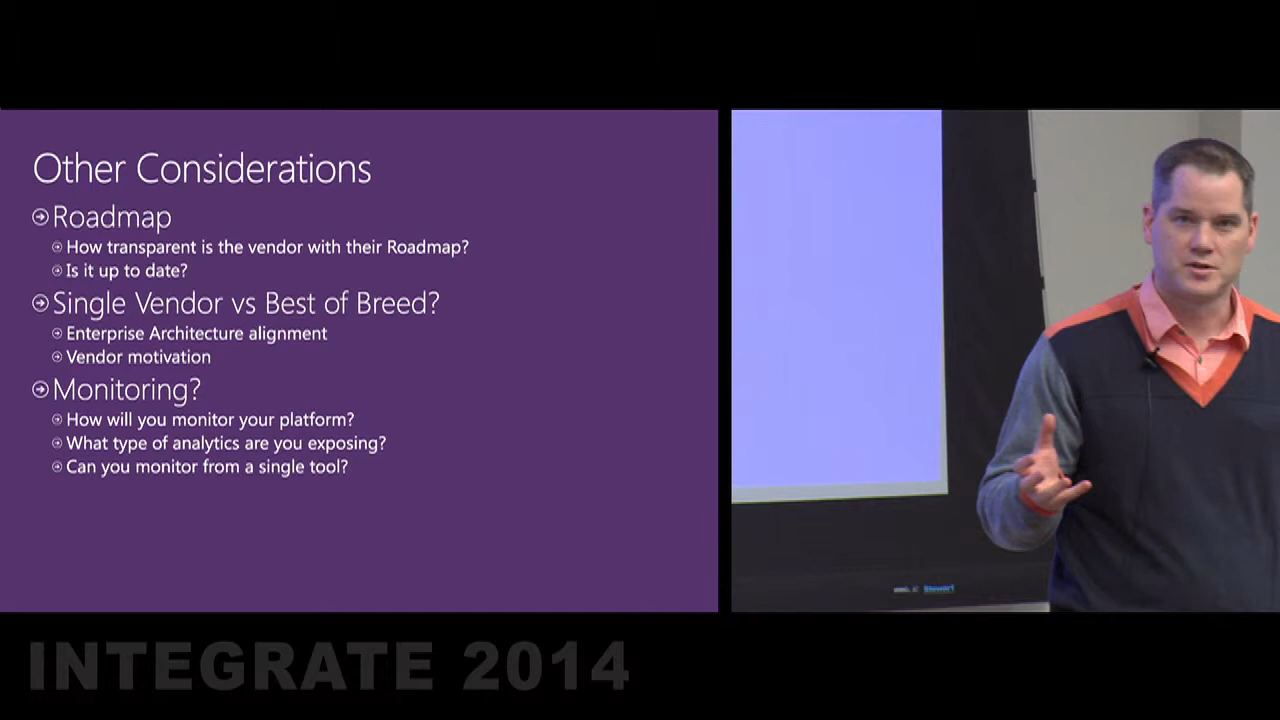 Other Considerations
Roadmap
How transparent is the vendor with their Roadmap?
Is it up to date?
Single Vendor vs Best of Breed?
Enterprise Architecture alignment
Vendor motivation
Monitoring?
How will you monitor your platform?
What type of analytics are you exposing?
Can you monitor from a single tool?
Stewart
INTEGRATE 2014